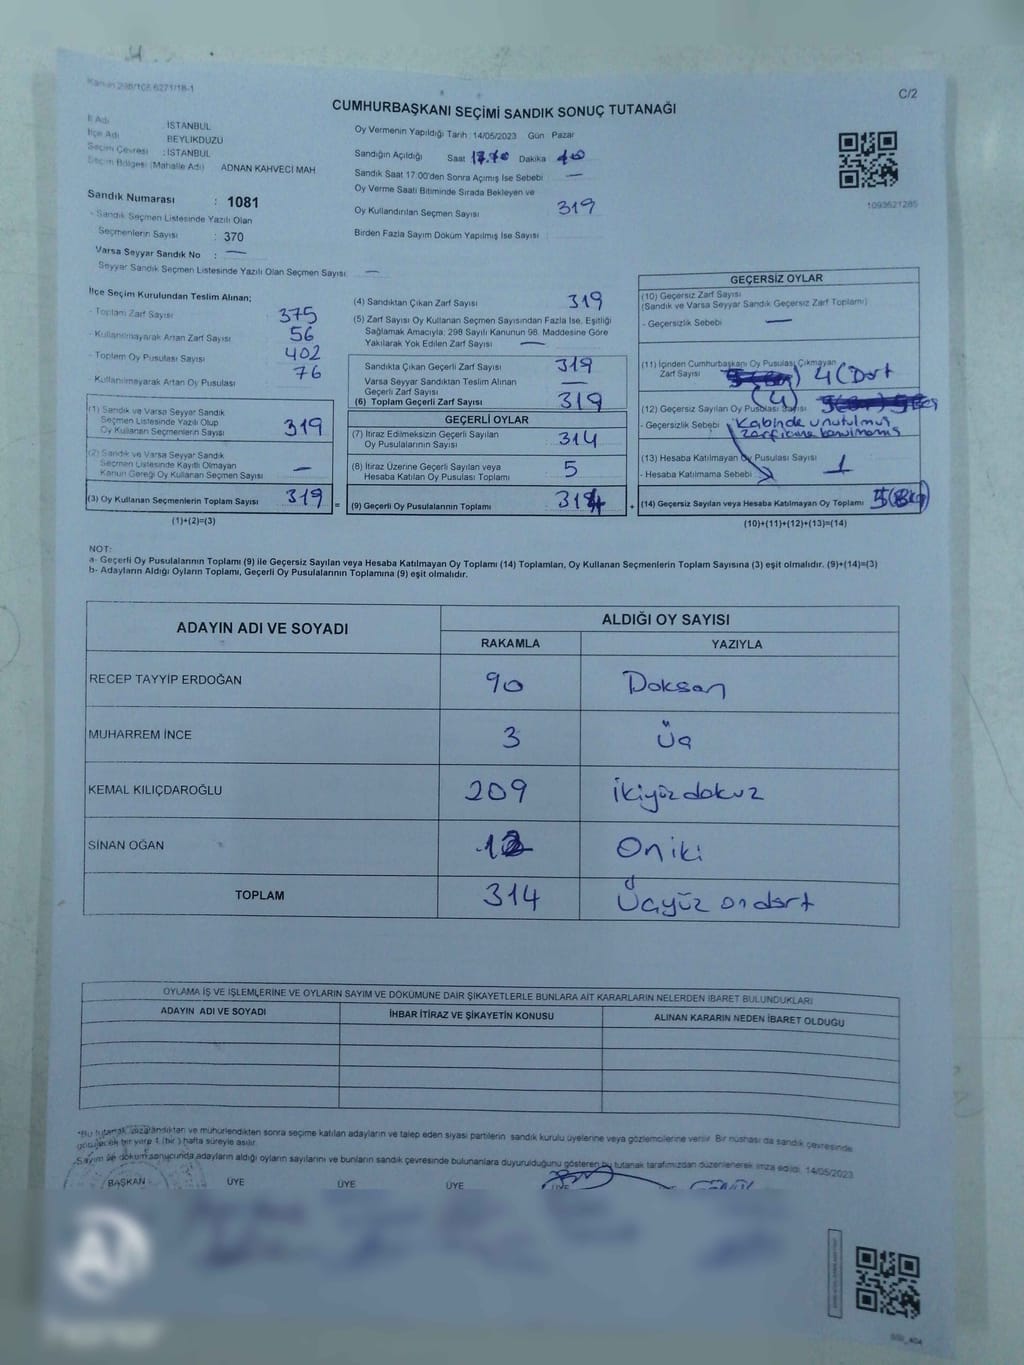 C/2
CUMHURBAŞKANI SEÇİMİ SANDIK SONUÇ TUTANAĞI
İl Adı : İSTANBUL
İlçe Adı : BEYLİKDÜZÜ
Seçim Çevresi : İSTANBUL
Seçim Bölgesi (Mahalle Adı) ADNAN KAHVECİ MAH
Sandık Numarası : 1081
- Sandık Seçmen Listesinde Yazılı Olan
Seçmenlerin Sayısı : 370
Varsa Seyyar Sandık No : —
Seyyar Sandık Seçmen Listesinde Yazılı Olan Seçmen Sayısı: —
Oy Vermenin Yapıldığı Tarih 14/05/2023 Gün Pazar
Sandığın Açıldığı Saat Dakika 40
Sandık Saat 17:00'den Sonra Açılmış İse Sebebi : —
Oy Verme Saati Bitiminde Sırada Bekleyen ve
Oy Kullandırılan Seçmen Sayısı 319
Birden Fazla Sayım Döküm Yapılmış İse Sayısı :
1093621285
İlçe Seçim Kurulundan Teslim Alınan;
- Toplam Zarf Sayısı : 375
- Kullanılmayarak Artan Zarf Sayısı 56
- Toplam Oy Pusulası Sayısı : 402
- Kullanılmayarak Artan Oy Pusulası 76
(1) Sandık ve Varsa Seyyar Sandık
Seçmen Listesinde Yazılı Olup
Oy Kullanan Seçmenlerin Sayısı : 319
(2) Sandık ve Varsa Seyyar Sandık
Seçmen Listesinde Kayıtlı Olmayan
Kanun Gereği Oy Kullanan Seçmen Sayısı : —
(3) Oy Kullanan Seçmenlerin Toplam Sayısı : 319
(1)+(2)=(3)
(4) Sandıktan Çıkan Zarf Sayısı : 319
(5) Zarf Sayısı Oy Kullanan Seçmen Sayısından Fazla İse, Eşitliği
Sağlamak Amacıyla; 298 Sayılı Kanunun 98. Maddesine Göre
Yakılarak Yok Edilen Zarf Sayısı : —
Sandıkta Çıkan Geçerli Zarf Sayısı : 319
Varsa Seyyar Sandıktan Teslim Alınan
Geçerli Zarf Sayısı : —
(6) Toplam Geçerli Zarf Sayısı : 319
GEÇERLİ OYLAR
(7) İtiraz Edilmeksizin Geçerli Sayılan
Oy Pusulalarının Sayısı : 314
(8) İtiraz Üzerine Geçerli Sayılan veya
Hesaba Katılan Oy Pusulaları Toplamı : 5
(9) Geçerli Oy Pusulalarının Toplamı : 314
GEÇERSİZ OYLAR
(10) Geçersiz Zarf Sayısı
(Sandık ve Varsa Seyyar Sandık Geçersiz Zarf Toplamı)
- Geçersizlik Sebebi : —
(11) İçinden Cumhurbaşkanı Oy Pusulası Çıkmayan
Zarf Sayısı 4 (Dört
(4)
(12) Geçersiz Sayılan Oy Pusulası Sayısı
- Geçersizlik Sebebi Kabinde unutulmuş
(13) Hesaba Katılmayan Oy Pusulası Sayısı : 1
- Hesaba Katılmama Sebebi :
(14) Geçersiz Sayılan veya Hesaba Katılmayan Oy Toplamı 5
(10)+(11)+(12)+(13)=(14)
NOT:
a- Geçerli Oy Pusulalarının Toplamı (9) ile Geçersiz Sayılan veya Hesaba Katılmayan Oy Toplamı (14) Toplamları, Oy Kullanan Seçmenlerin Toplam Sayısına (3) eşit olmalıdır. (9)+(14)=(3)
b- Adayların Aldığı Oyların Toplamı, Geçerli Oy Pusulalarının Toplamına (9) eşit olmalıdır.
ADAYIN ADI VE SOYADI ALDIĞI OY SAYISI
RAKAMLA YAZIYLA
RECEP TAYYİP ERDOĞAN 90 Doksan
MUHARREM İNCE 3 Üç
KEMAL KILIÇDAROĞLU 209 ikiyüzdokuz
SİNAN OĞAN 12 Oniki
TOPLAM 314 Üçyüz ondört
OYLAMA İŞ VE İŞLEMLERİNE VE OYLARIN SAYIM VE DÖKÜMÜNE DAİR ŞİKAYETLERLE BUNLARA AİT KARARLARIN NELERDEN İBARET BULUNDUKLARI
ADAYIN ADI VE SOYADI İHBAR İTİRAZ VE ŞİKAYETİN KONUSU ALINAN KARARIN NEDEN İBARET OLDUĞU
*Bu tutanak imzalandıktan ve mühürlendikten sonra seçime katılan adayların ve talep eden siyasi partilerin sandık kurulu üyelerine veya gözlemcilerine verilir. Bir nüshası da sandık çevresinde
görülecek bir yere 1 (bir) hafta süreyle asılır.
Sayım ve döküm sonucunda adayların aldığı oyların sayılarını ve bunların sandık çevresinde bulunanlara duyurulduğunu gösteren bu tutanak tarafımızdan düzenlenerek imza edildi. 14/05/2023
BAŞKAN ÜYE ÜYE ÜYE ÜYE